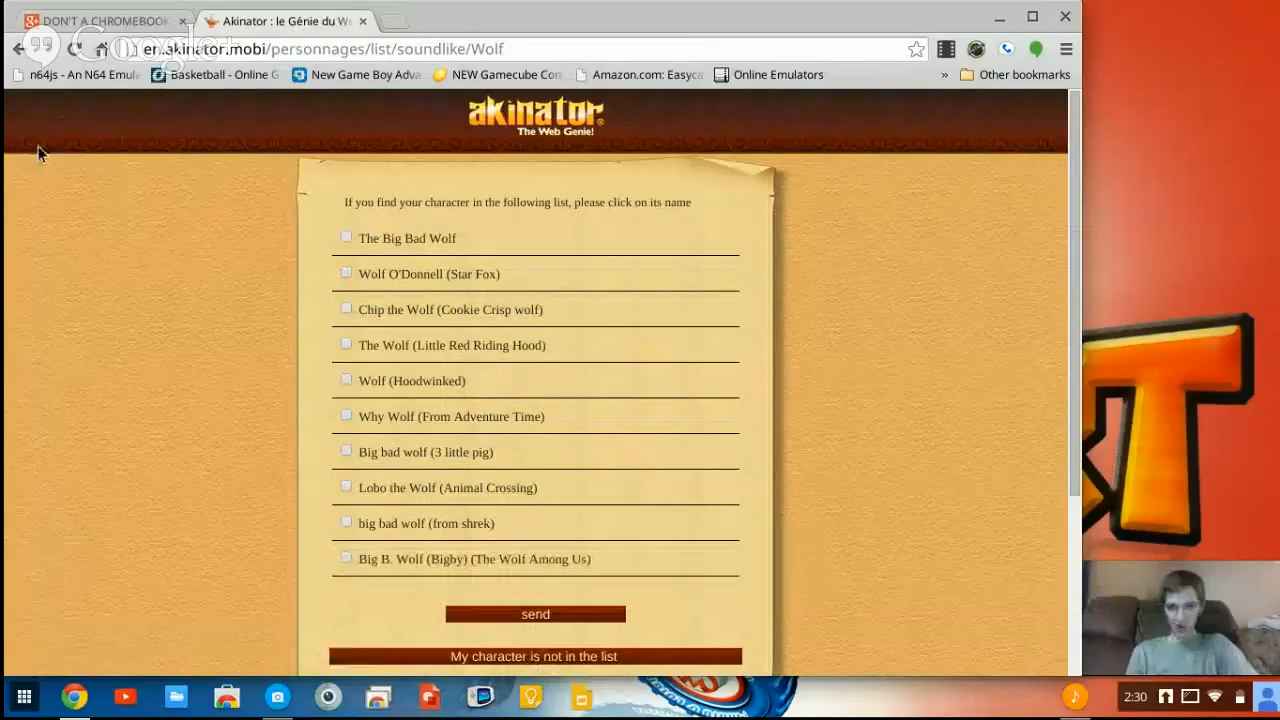 DON'T A CHROMEBOOK
Akinator : le Génie du W
Google+
en.akinator.mobi/personnages/list/soundlike/Wolf
n64js - An N64 Emula
Basketball - Online G
New Game Boy Adva
NEW Gamecube Con
Amazon.com: Easyca
Online Emulators
»
Other bookmarks
akinator
The Web Genie!
If you find your character in the following list, please click on its name
The Big Bad Wolf
Wolf O'Donnell (Star Fox)
Chip the Wolf (Cookie Crisp wolf)
The Wolf (Little Red Riding Hood)
Wolf (Hoodwinked)
Why Wolf (From Adventure Time)
Big bad wolf (3 little pig)
Lobo the Wolf (Animal Crossing)
big bad wolf (from shrek)
Big B. Wolf (Bigby) (The Wolf Among Us)
send
My character is not in the list
T
2:30